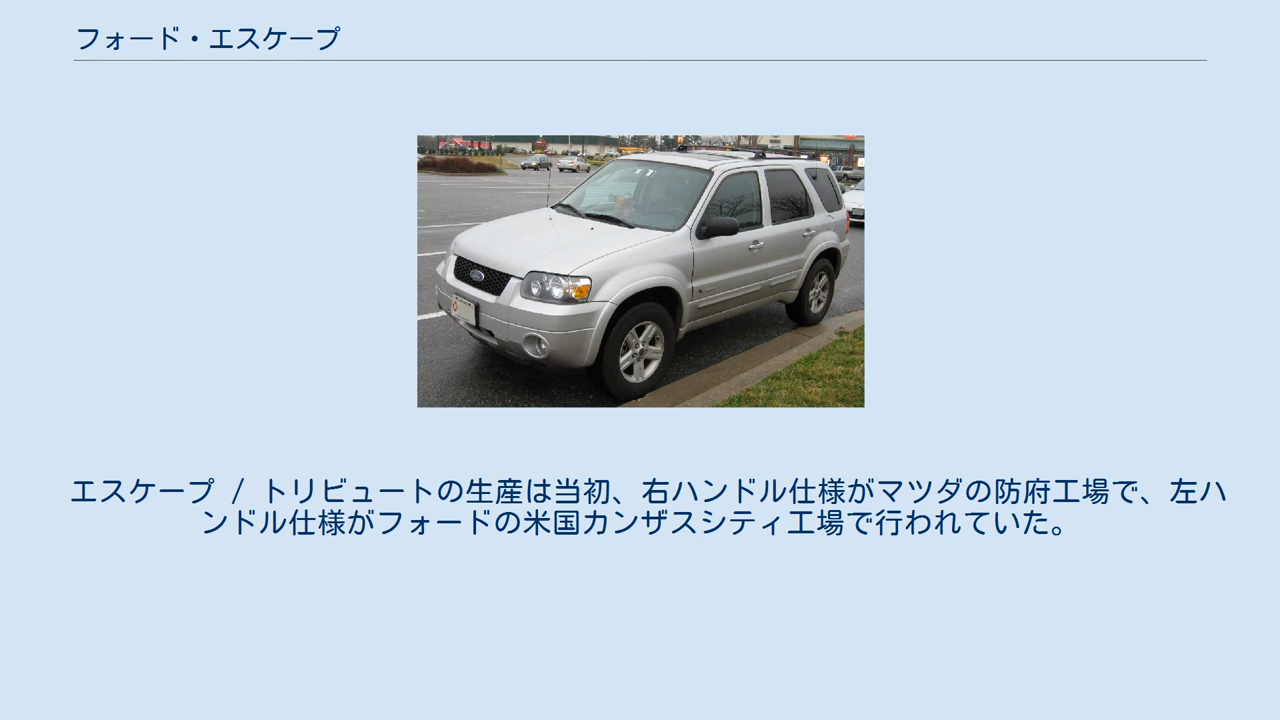 フォード・エスケープ
エスケープ / トリビュートの生産は当初、右ハンドル仕様がマツダの防府工場で、左ハ
ンドル仕様がフォードの米国カンザスシティ工場で行われていた。